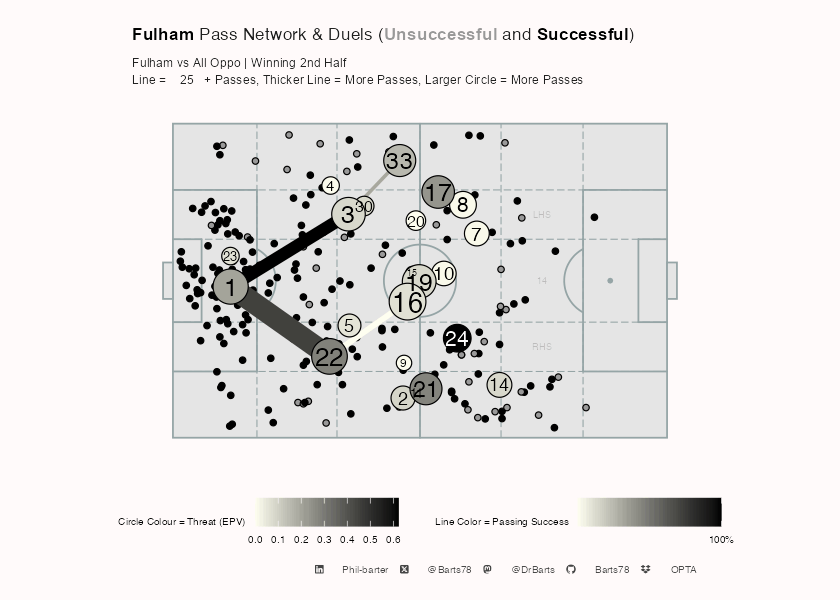 Fulham Pass Network & Duels (Unsuccessful and Successful)
Fulham vs All Oppo | Winning 2nd Half
Line = 25 + Passes, Thicker Line = More Passes, Larger Circle = More Passes
33
4
17
30
8
3
20
7
LHS
23
15
10
19
14
1
16
5
24
RHS
22
9
21
14
2
Circle Colour = Threat (EPV)
0.0 0.1 0.2 0.3 0.4 0.5 0.6
Line Color = Passing Success
100%
Phil-barter @Barts78 @DrBarts Barts78 OPTA